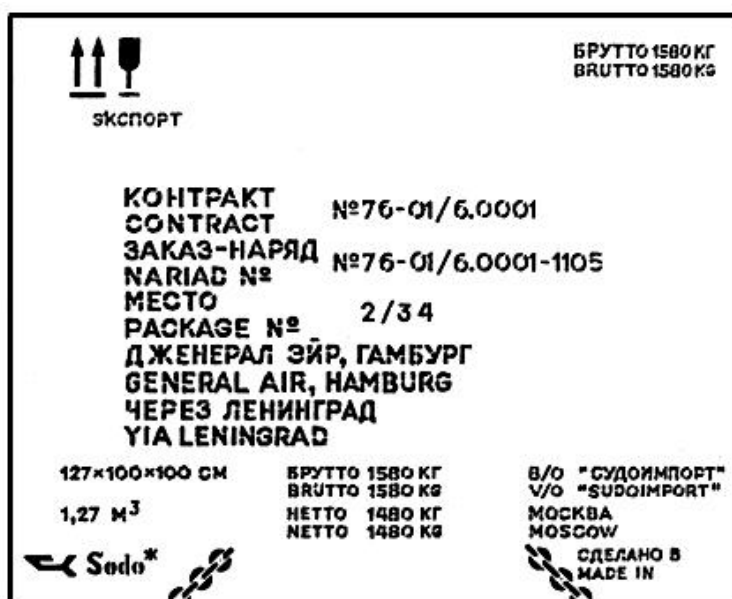 БРУТТО 1580 КГ
BRUTTO 1580 KG
эксПОРТ
КОНТРАКТ
CONTRACT
№76-01/6.0001
ЗАКАЗ-НАРЯД
NARIAD №
№76-01/6.0001-1105
МЕСТО
PACKAGE №
2/34
ДЖЕНЕРАЛ ЭЙР, ГАМБУРГ
GENERAL AIR, HAMBURG
ЧЕРЕЗ ЛЕНИНГРАД
YIA LENINGRAD
127×100×100 СМ
1,27 М³
БРУТТО 1580 КГ
BRUTTO 1580 KG
НЕТТО 1480 КГ
NETTO 1480 KG
В/О "СУДОИМПОРТ"
V/O "SUDOIMPORT"
МОСКВА
MOSCOW
Sudo*
СДЕЛАНО В
MADE IN